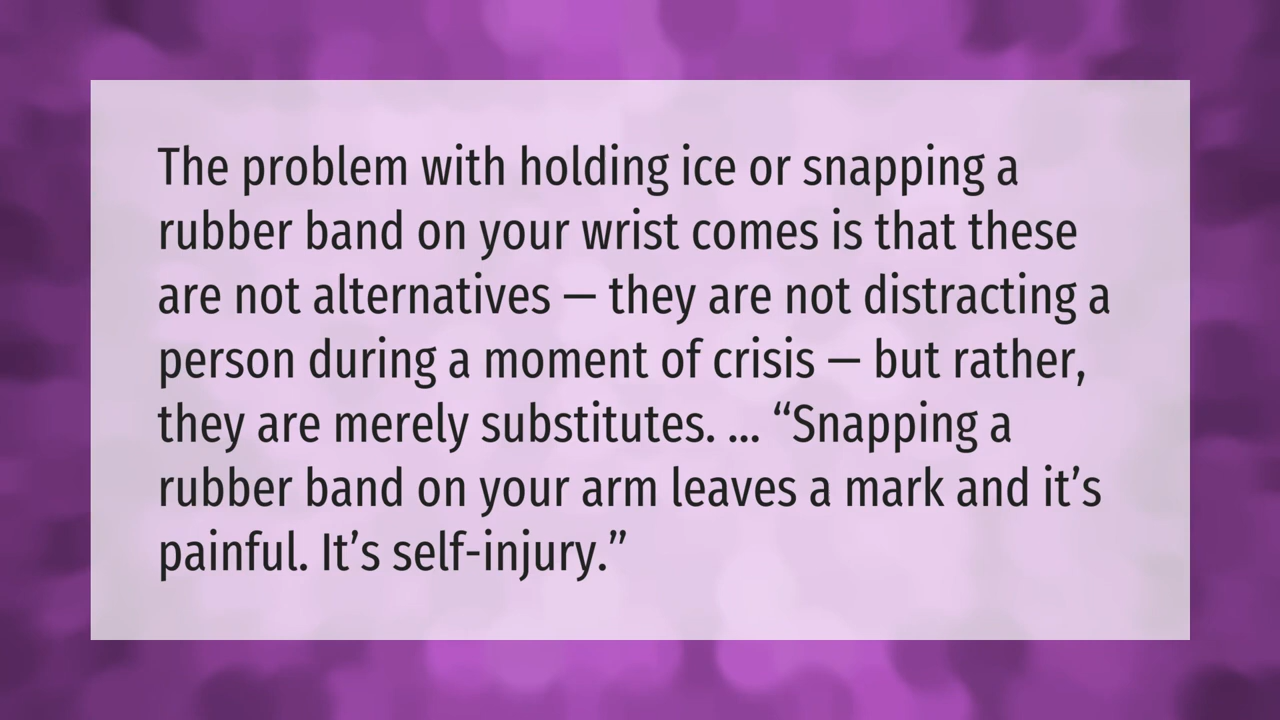 The problem with holding ice or snapping a
rubber band on your wrist comes is that these
are not alternatives — they are not distracting a
person during a moment of crisis — but rather,
they are merely substitutes. ... “Snapping a
rubber band on your arm leaves a mark and it’s
painful. It’s self-injury.”